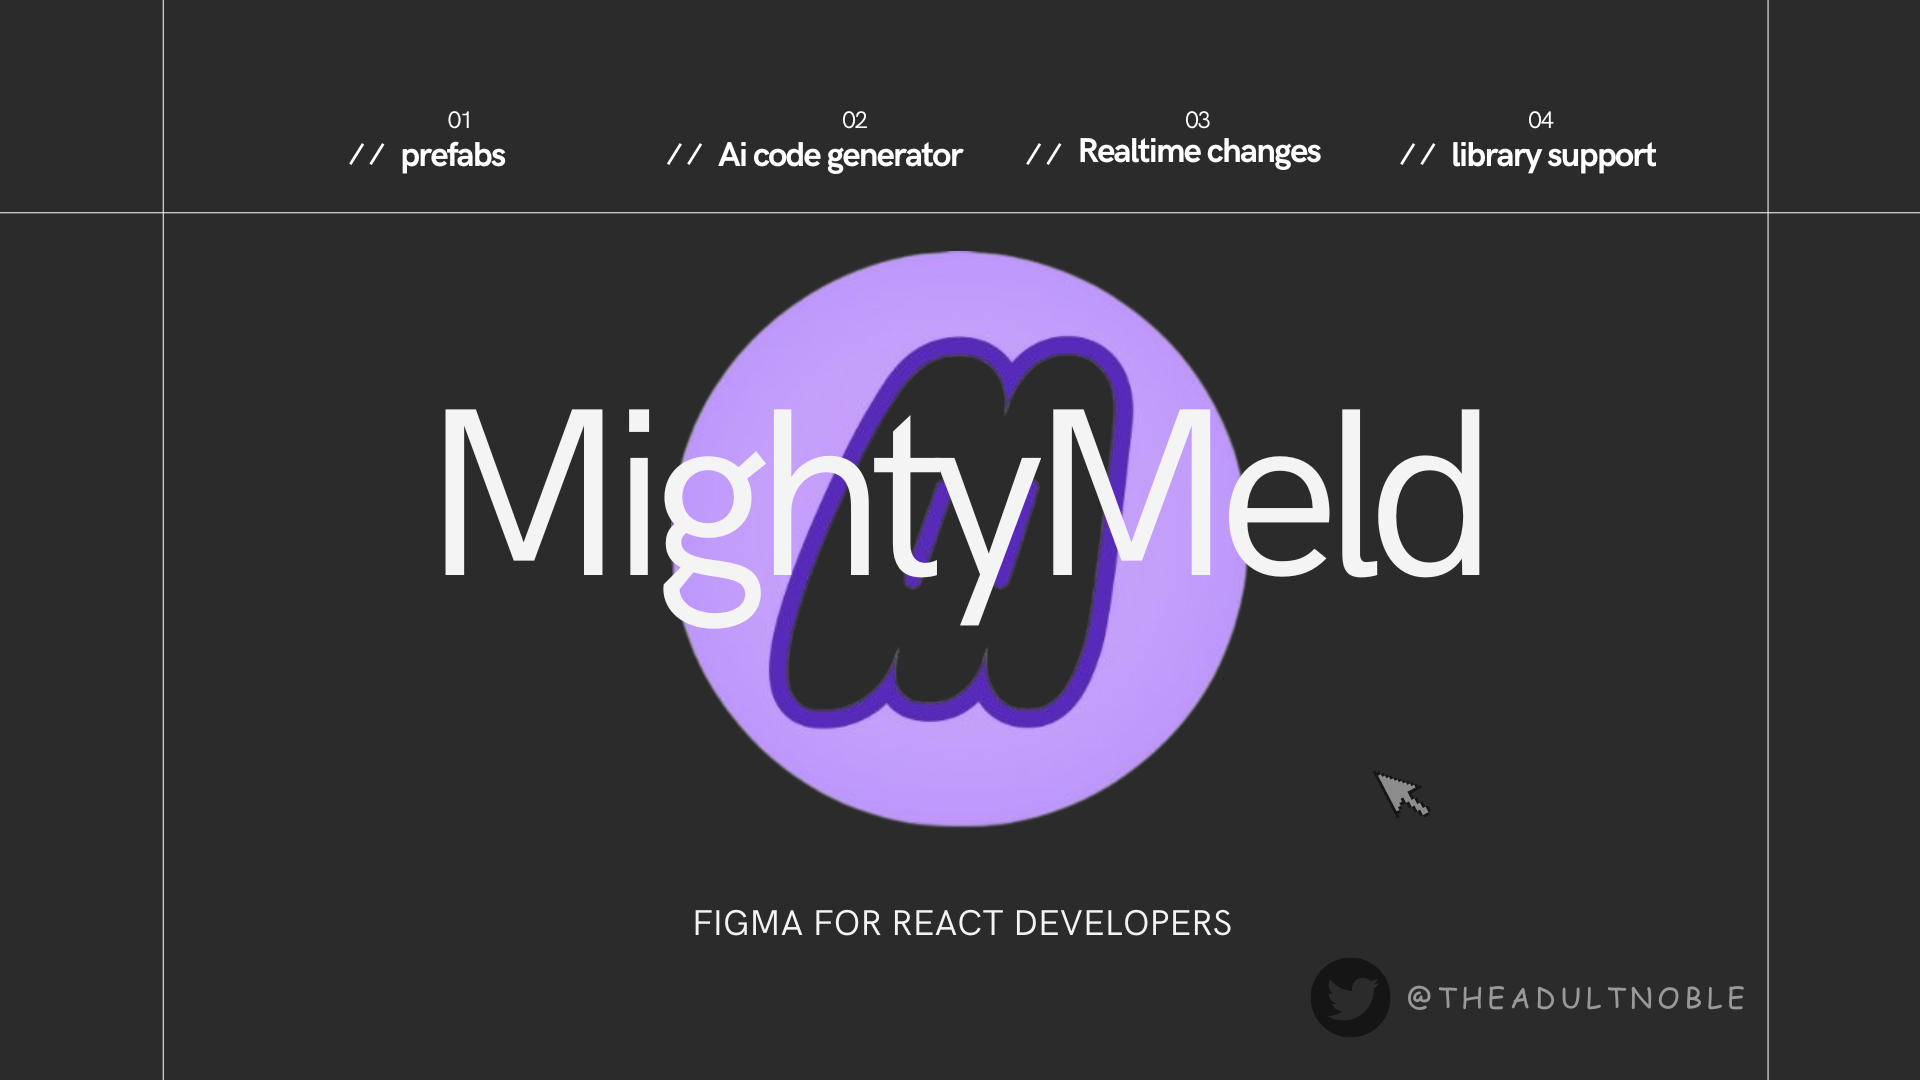 01
// prefabs
02
// Ai code generator
03
// Realtime changes
04
// library support
MightyMeld
FIGMA FOR REACT DEVELOPERS
@THEADULTNOBLE